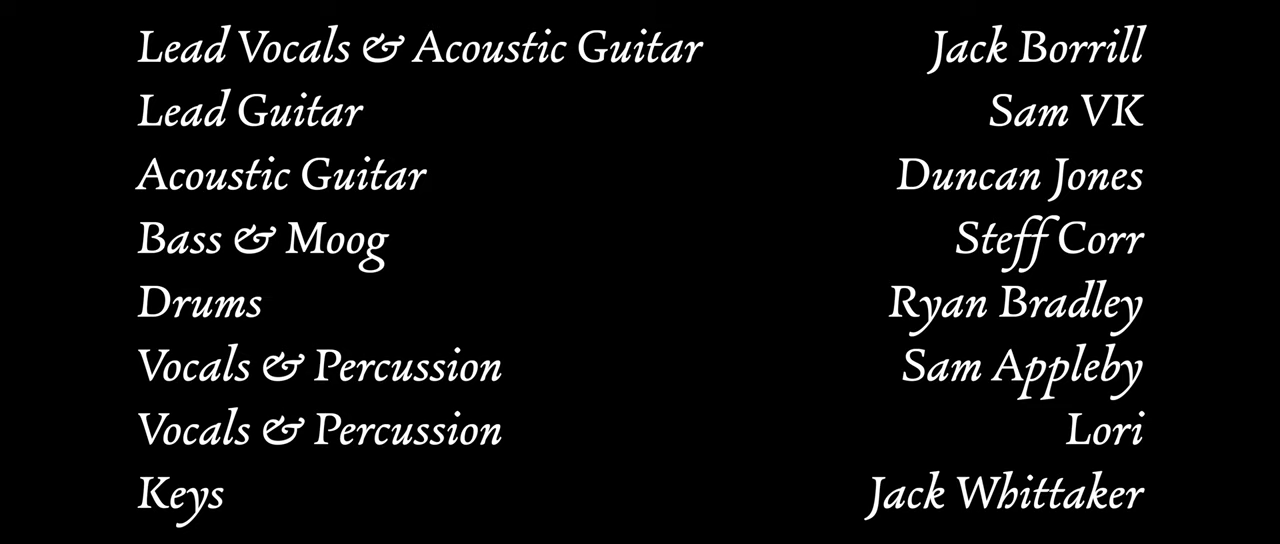 Lead Vocals & Acoustic Guitar Jack Borrill
Lead Guitar Sam VK
Acoustic Guitar Duncan Jones
Bass & Moog Steff Corr
Drums Ryan Bradley
Vocals & Percussion Sam Appleby
Vocals & Percussion Lori
Keys Jack Whittaker